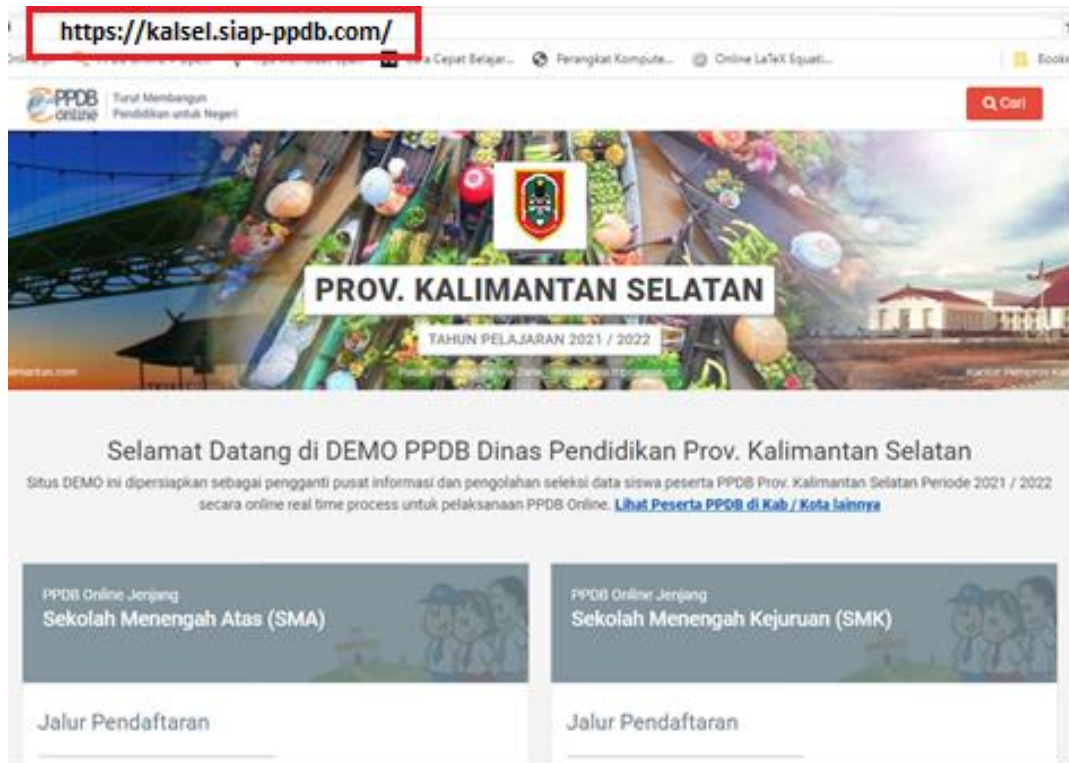 https://kalsel.siap-ppdb.com/
Cepat Belajar... Perangkat Kompute... Online LaTeX Equati...
PPDB online
Turut Membangun
Pendidikan untuk Negeri
Cari
PROV. KALIMANTAN SELATAN
TAHUN PELAJARAN 2021 / 2022
Selamat Datang di DEMO PPDB Dinas Pendidikan Prov. Kalimantan Selatan
Situs DEMO ini dipersiapkan sebagai pengganti pusat informasi dan pengolahan seleksi data siswa peserta PPDB Prov. Kalimantan Selatan Periode 2021 / 2022
secara online real time process untuk pelaksanaan PPDB Online. Lihat Peserta PPDB di Kab / Kota lainnya
PPDB Online Jenjang
Sekolah Menengah Atas (SMA)
Jalur Pendaftaran
PPDB Online Jenjang
Sekolah Menengah Kejuruan (SMK)
Jalur Pendaftaran